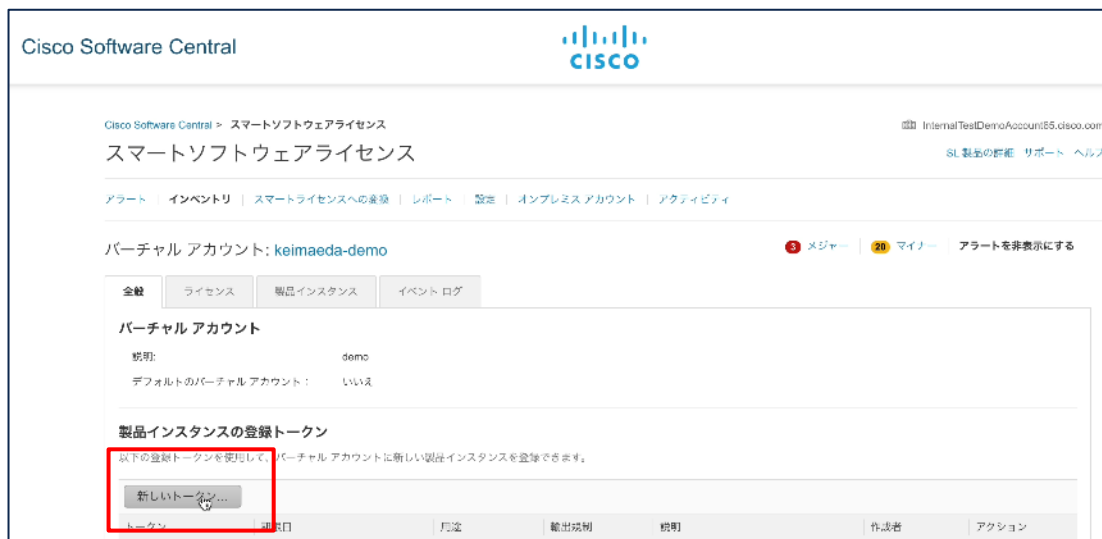 Cisco Software Central
CISCO
Cisco Software Central > スマートソフトウェアライセンス
InternalTestDemoAccount65.cisco.com
スマートソフトウェアライセンス
SL 製品の詳細 サポート ヘルプ
アラート | インベントリ | スマートライセンスへの変換 | レポート | 設定 | オンプレミス アカウント | アクティビティ
バーチャル アカウント: keimaeda-demo
3 メジャー | 20 マイナー | アラートを非表示にする
全般 ライセンス 製品インスタンス イベント ログ
バーチャル アカウント
説明: demo
デフォルトのバーチャル アカウント: いいえ
製品インスタンスの登録トークン
以下の登録トークンを使用して、バーチャル アカウントに新しい製品インスタンスを登録できます。
新しいトークン...
トークン 用途 輸出規制 説明 作成者 アクション